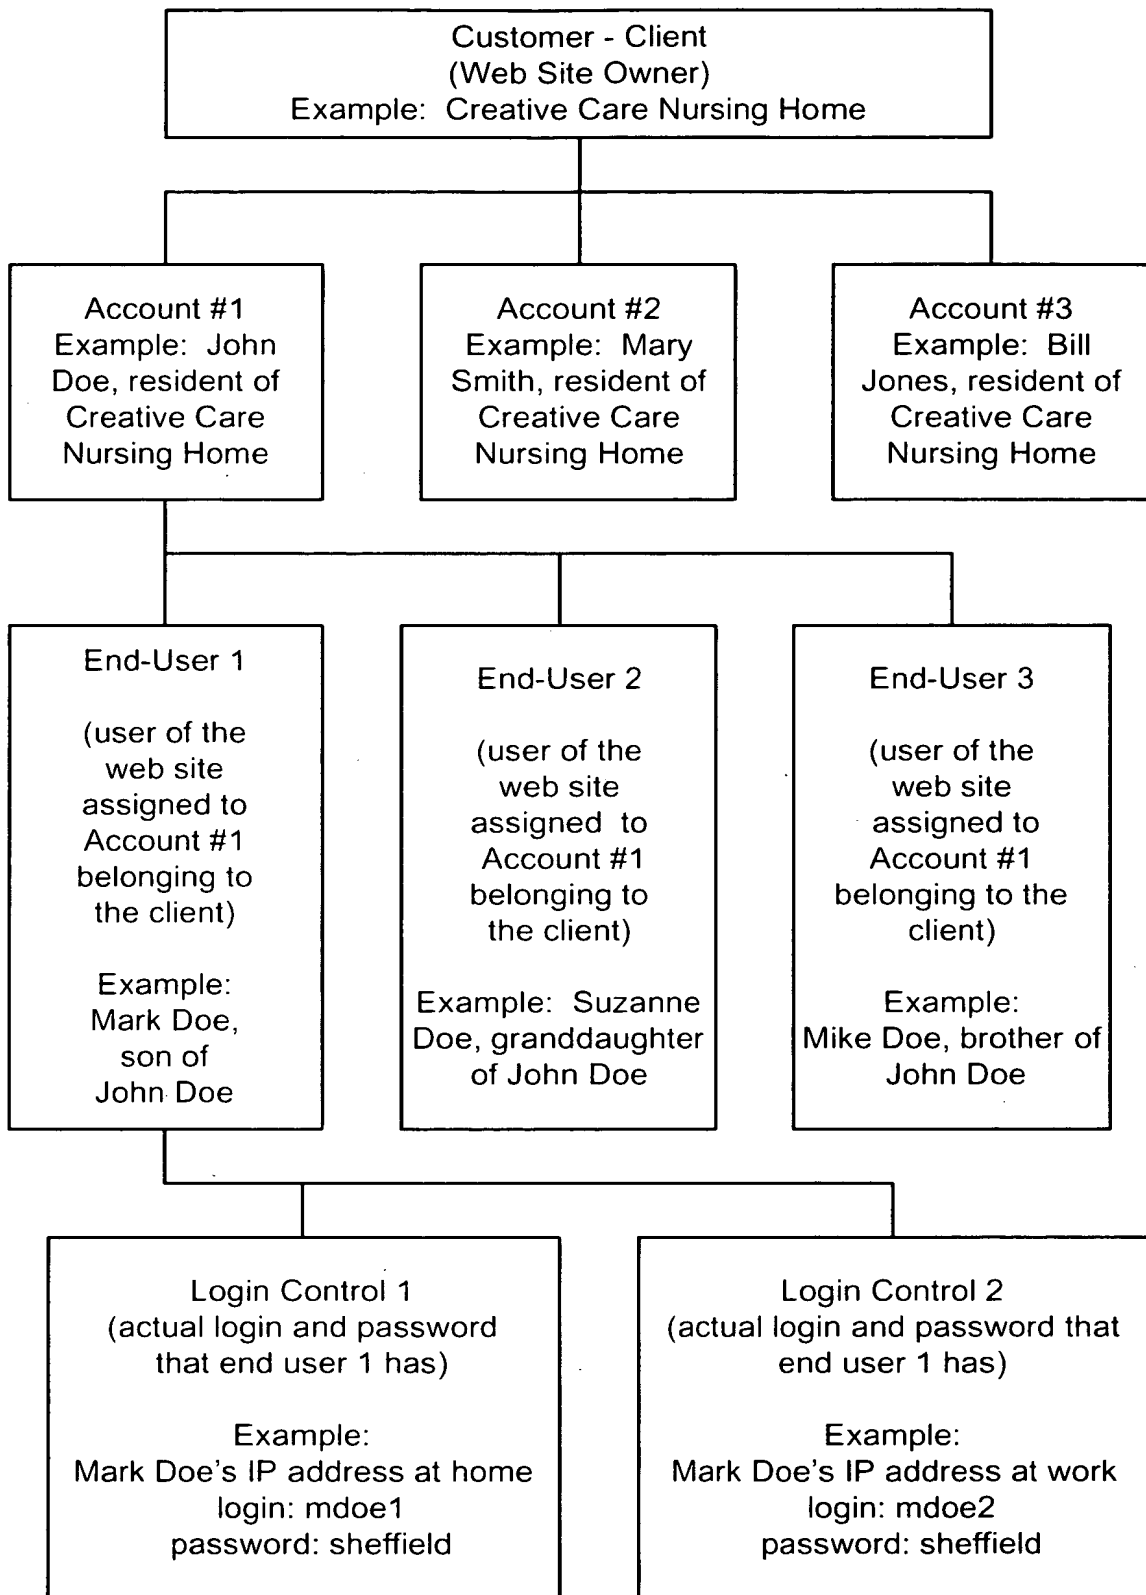 Customer - Client
(Web Site Owner)
Example: Creative Care Nursing Home
Account #1
Example: John
Doe, resident of
Creative Care
Nursing Home
Account #2
Example: Mary
Smith, resident of
Creative Care
Nursing Home
Account #3
Example: Bill
Jones, resident of
Creative Care
Nursing Home
End-User 1
(user of the
web site
assigned to
Account #1
belonging to
the client)
Example:
Mark Doe,
son of
John Doe
End-User 2
(user of the
web site
assigned to
Account #1
belonging to
the client)
Example: Suzanne
Doe, granddaughter
of John Doe
End-User 3
(user of the
web site
assigned to
Account #1
belonging to the
client)
Example:
Mike Doe, brother of
John Doe
Login Control 1
(actual login and password
that end user 1 has)
Example:
Mark Doe's IP address at home
login: mdoe1
password: sheffield
Login Control 2
(actual login and password that
end user 1 has)
Example:
Mark Doe's IP address at work
login: mdoe2
password: sheffield